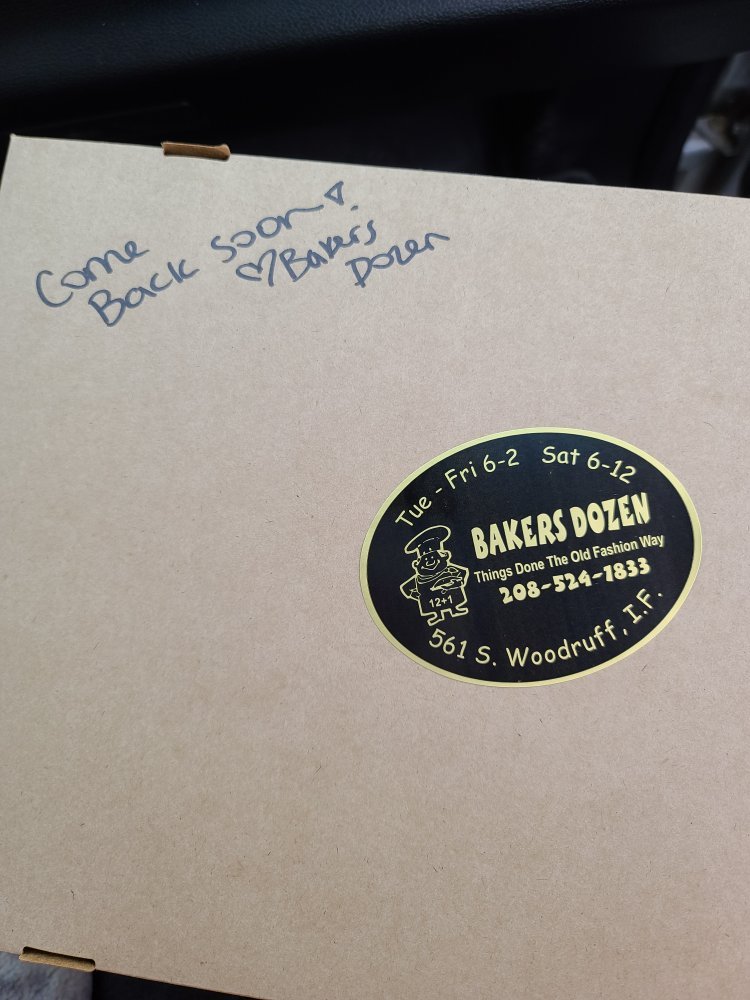 Come
Back Soon!
♡ Bakers
Dozen
Tue - Fri 6-2 Sat 6-12
BAKERS DOZEN
Things Done The Old Fashion Way
208-524-1833
12+1
561 S. Woodruff, I.F.